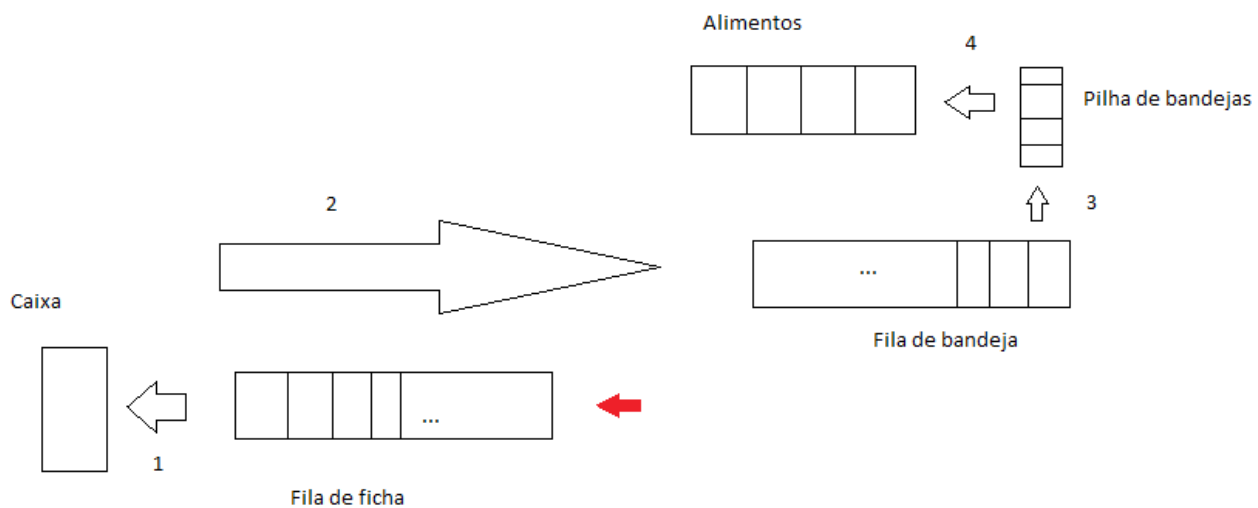 Alimentos
4
Pilha de bandejas
2
3
...
Caixa
Fila de bandeja
...
1
Fila de ficha